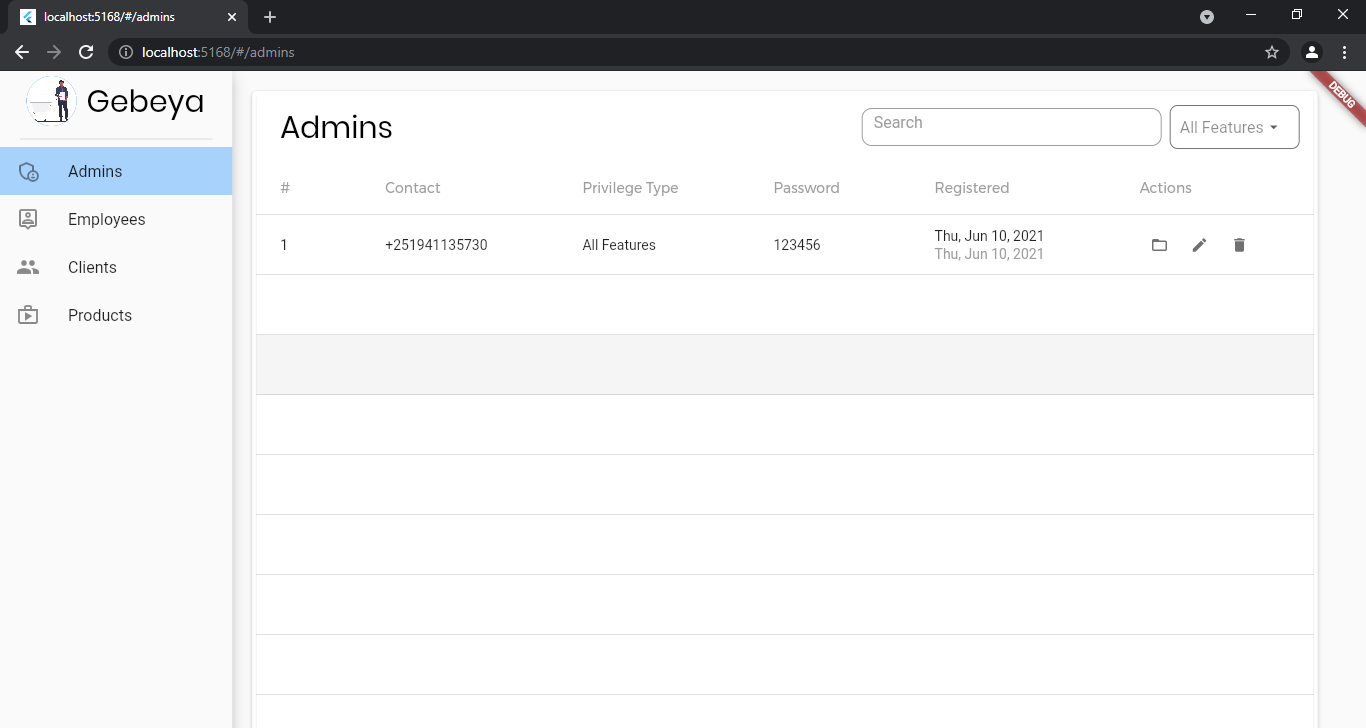 localhost:5168/#/admins
localhost:5168/#/admins
DEBUG
Gebeya
Admins
Employees
Clients
Products
Admins
Search
All Features
# Contact Privilege Type Password Registered Actions
1 +251941135730 All Features 123456 Thu, Jun 10, 2021
Thu, Jun 10, 2021